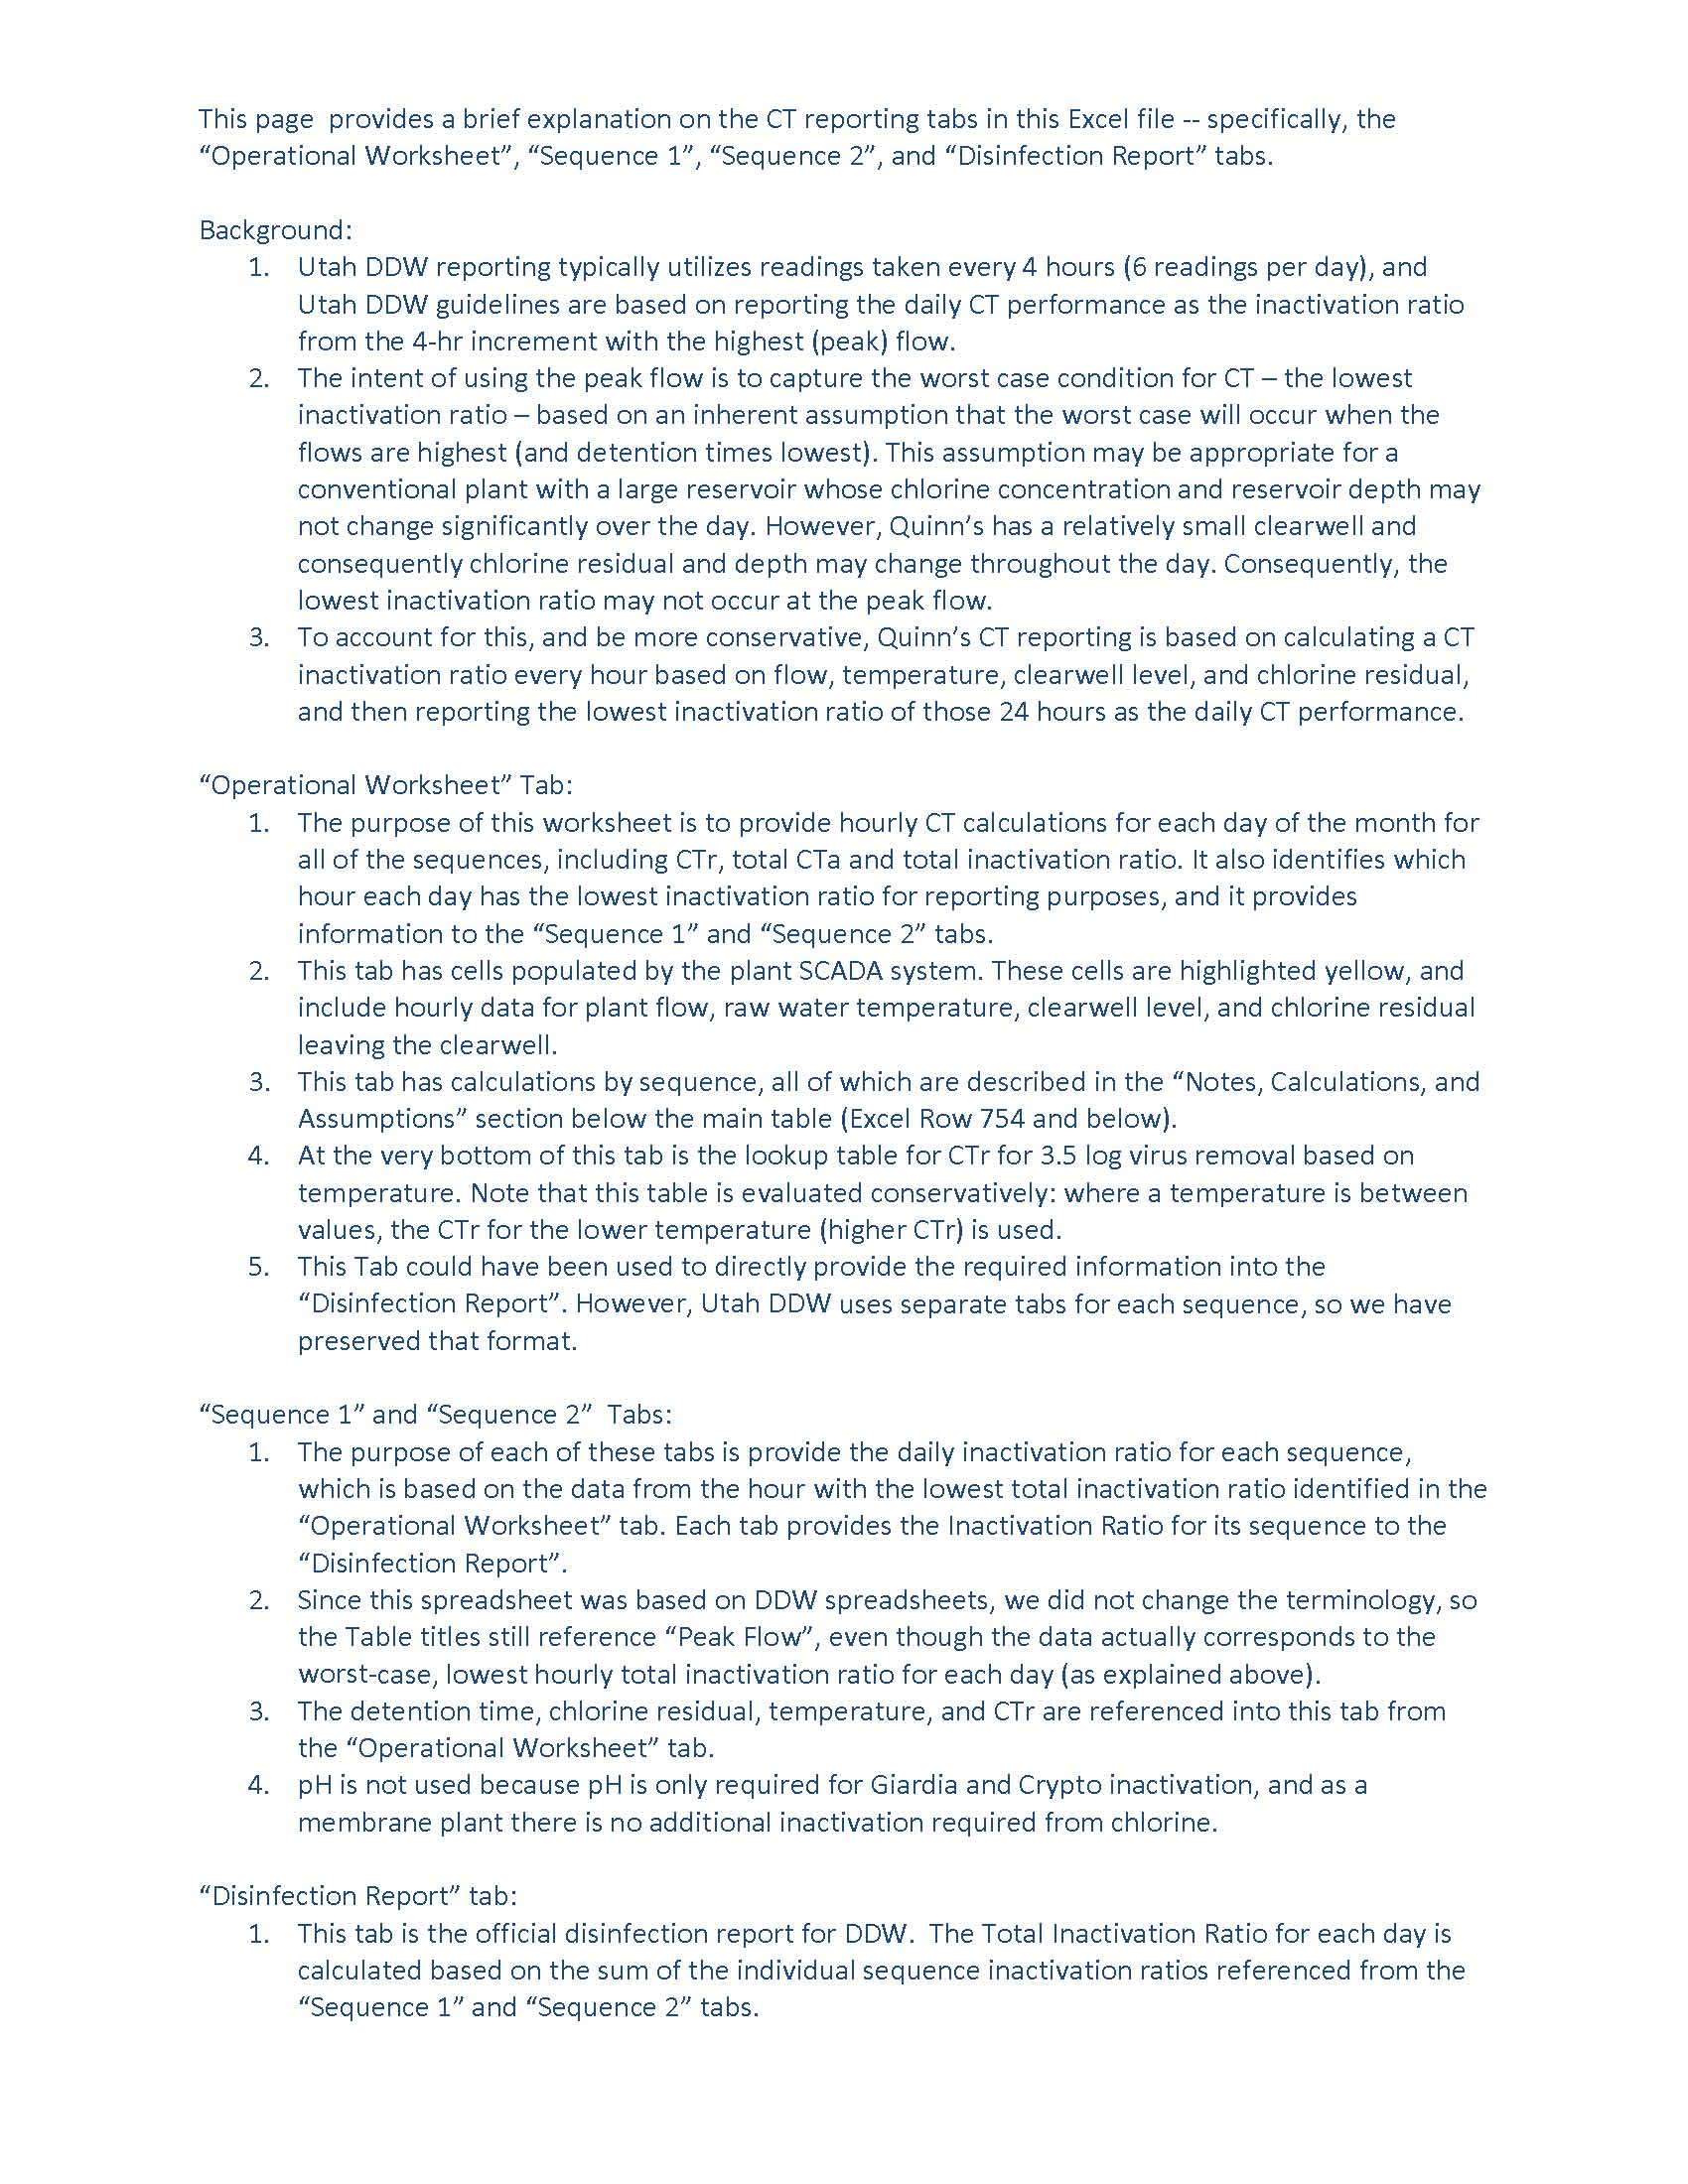 This page  provides a brief explanation on the CT reporting tabs in this Excel file -- specifically, the
“Operational Worksheet”, “Sequence 1”, “Sequence 2”, and “Disinfection Report” tabs.
Background:
1. Utah DDW reporting typically utilizes readings taken every 4 hours (6 readings per day), and
Utah DDW guidelines are based on reporting the daily CT performance as the inactivation ratio
from the 4-hr increment with the highest (peak) flow.
2. The intent of using the peak flow is to capture the worst case condition for CT – the lowest
inactivation ratio – based on an inherent assumption that the worst case will occur when the
flows are highest (and detention times lowest). This assumption may be appropriate for a
conventional plant with a large reservoir whose chlorine concentration and reservoir depth may
not change significantly over the day. However, Quinn’s has a relatively small clearwell and
consequently chlorine residual and depth may change throughout the day. Consequently, the
lowest inactivation ratio may not occur at the peak flow.
3. To account for this, and be more conservative, Quinn’s CT reporting is based on calculating a CT
inactivation ratio every hour based on flow, temperature, clearwell level, and chlorine residual,
and then reporting the lowest inactivation ratio of those 24 hours as the daily CT performance.
“Operational Worksheet” Tab:
1. The purpose of this worksheet is to provide hourly CT calculations for each day of the month for
all of the sequences, including CTr, total CTa and total inactivation ratio. It also identifies which
hour each day has the lowest inactivation ratio for reporting purposes, and it provides
information to the “Sequence 1” and “Sequence 2” tabs.
2. This tab has cells populated by the plant SCADA system. These cells are highlighted yellow, and
include hourly data for plant flow, raw water temperature, clearwell level, and chlorine residual
leaving the clearwell.
3. This tab has calculations by sequence, all of which are described in the “Notes, Calculations, and
Assumptions” section below the main table (Excel Row 754 and below).
4. At the very bottom of this tab is the lookup table for CTr for 3.5 log virus removal based on
temperature. Note that this table is evaluated conservatively: where a temperature is between
values, the CTr for the lower temperature (higher CTr) is used.
5. This Tab could have been used to directly provide the required information into the
“Disinfection Report”. However, Utah DDW uses separate tabs for each sequence, so we have
preserved that format.
“Sequence 1” and “Sequence 2”  Tabs:
1. The purpose of each of these tabs is provide the daily inactivation ratio for each sequence,
which is based on the data from the hour with the lowest total inactivation ratio identified in the
“Operational Worksheet” tab. Each tab provides the Inactivation Ratio for its sequence to the
“Disinfection Report”.
2. Since this spreadsheet was based on DDW spreadsheets, we did not change the terminology, so
the Table titles still reference “Peak Flow”, even though the data actually corresponds to the
worst-case, lowest hourly total inactivation ratio for each day (as explained above).
3. The detention time, chlorine residual, temperature, and CTr are referenced into this tab from
the “Operational Worksheet” tab.
4. pH is not used because pH is only required for Giardia and Crypto inactivation, and as a
membrane plant there is no additional inactivation required from chlorine.
“Disinfection Report” tab:
1. This tab is the official disinfection report for DDW.  The Total Inactivation Ratio for each day is
calculated based on the sum of the individual sequence inactivation ratios referenced from the
“Sequence 1” and “Sequence 2” tabs.